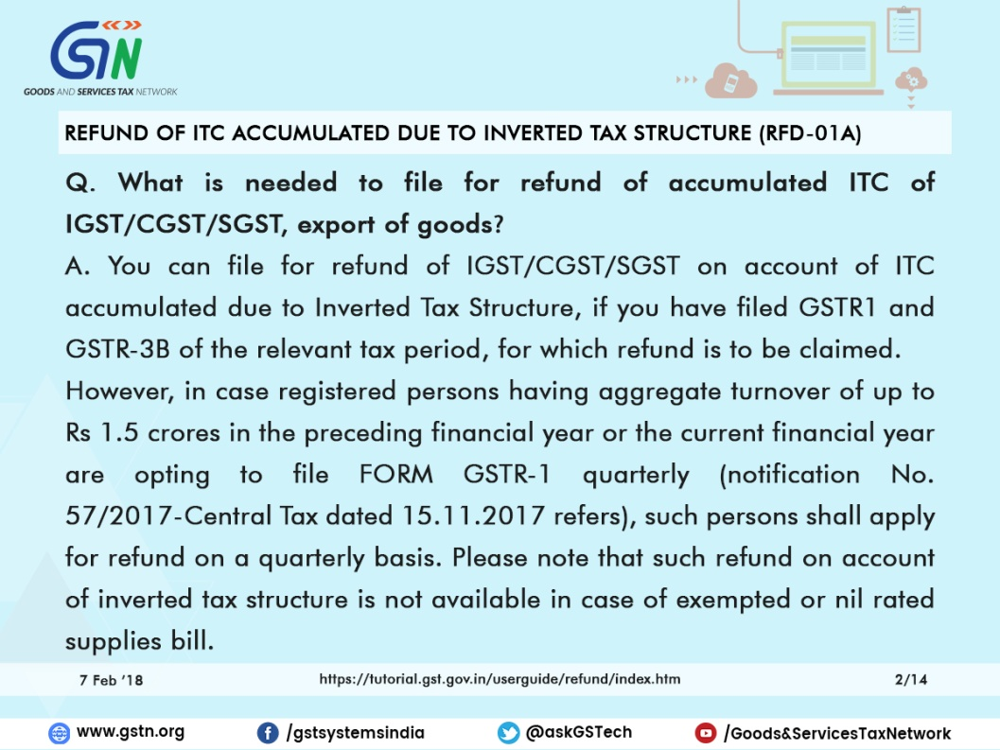 GSTN
GOODS AND SERVICES TAX NETWORK
REFUND OF ITC ACCUMULATED DUE TO INVERTED TAX STRUCTURE (RFD-01A)
Q. What is needed to file for refund of accumulated ITC of
IGST/CGST/SGST, export of goods?
A. You can file for refund of IGST/CGST/SGST on account of ITC
accumulated due to Inverted Tax Structure, if you have filed GSTR1 and
GSTR-3B of the relevant tax period, for which refund is to be claimed.
However, in case registered persons having aggregate turnover of up to
Rs 1.5 crores in the preceding financial year or the current financial year
are opting to file FORM GSTR-1 quarterly (notification No.
57/2017-Central Tax dated 15.11.2017 refers), such persons shall apply
for refund on a quarterly basis. Please note that such refund on account
of inverted tax structure is not available in case of exempted or nil rated
supplies bill.
7 Feb '18 https://tutorial.gst.gov.in/userguide/refund/index.htm 2/14
www.gstn.org /gstsystemsindia @askGSTech /Goods&ServicesTaxNetwork